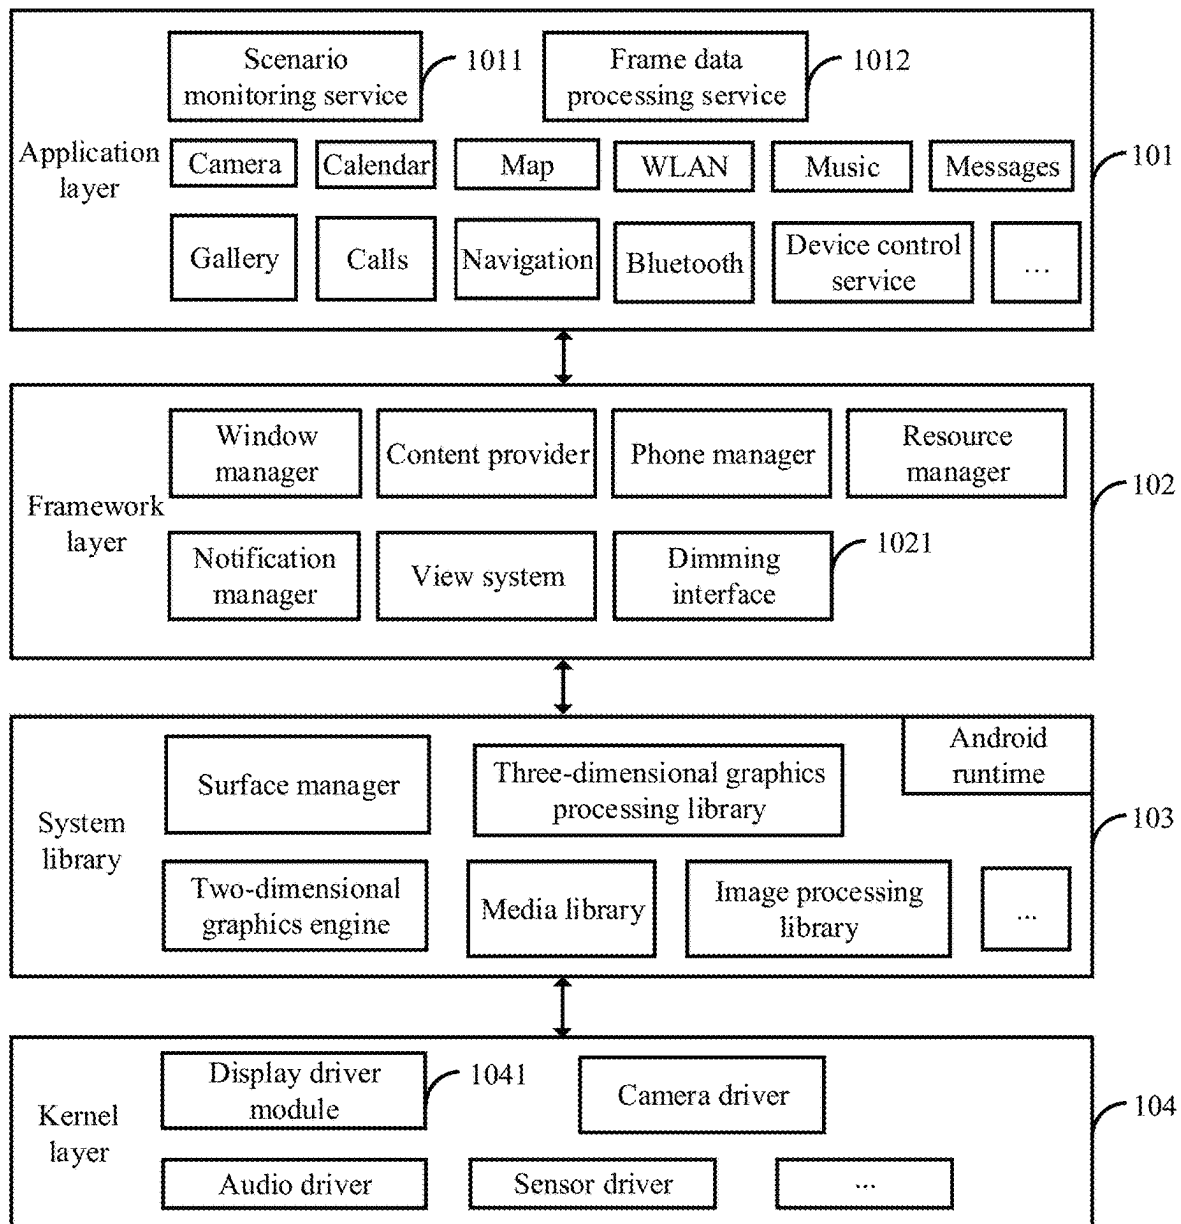 Scenario
monitoring service
1011
Frame data
processing service
1012
Application
layer
101
Camera
Calendar
Map
WLAN
Music
Messages
Gallery
Calls
Navigation
Bluetooth
Device control
service
...
Framework
layer
102
Window
manager
Content provider
Phone manager
Resource
manager
Notification
manager
View system
Dimming
interface
1021
System
library
103
Surface manager
Three-dimensional graphics
processing library
Android
runtime
Two-dimensional
graphics engine
Media library
Image processing
library
...
Kernel
layer
104
Display driver
module
1041
Camera driver
Audio driver
Sensor driver
...